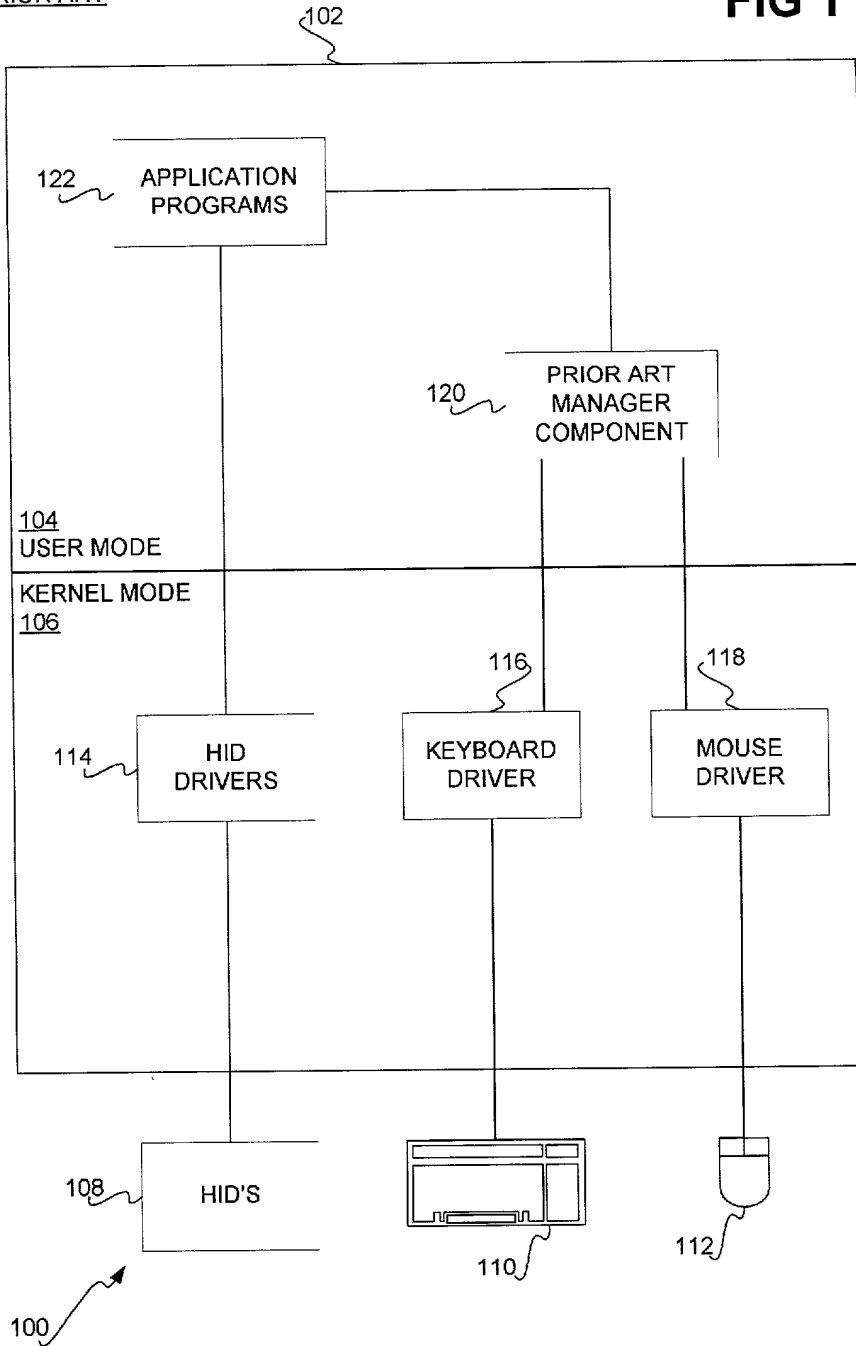 FIG 1
102
122
APPLICATION
PROGRAMS
120
PRIOR ART
MANAGER
COMPONENT
104
USER MODE
KERNEL MODE
106
116
118
114
HID
DRIVERS
KEYBOARD
DRIVER
MOUSE
DRIVER
108
HID'S
110
112
100